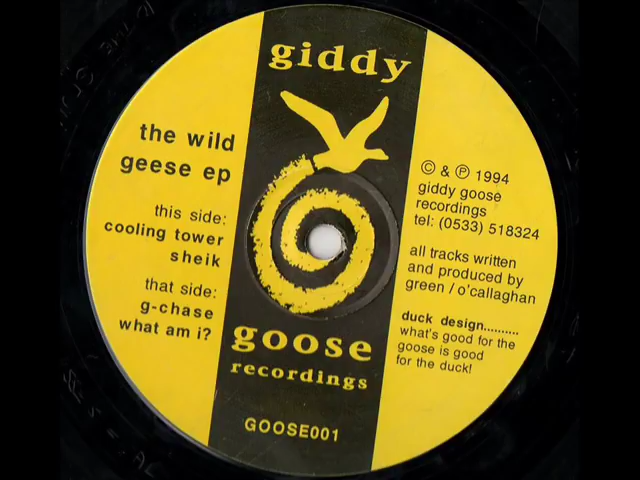 giddy
the wild
geese ep
this side:
cooling tower
sheik
that side:
g-chase
what am i?
© & ℗ 1994
giddy goose
recordings
tel: (0533) 518324
all tracks written
and produced by
green / o'callaghan
duck design..........
what's good for the
goose is good
for the duck!
goose
recordings
GOOSE001